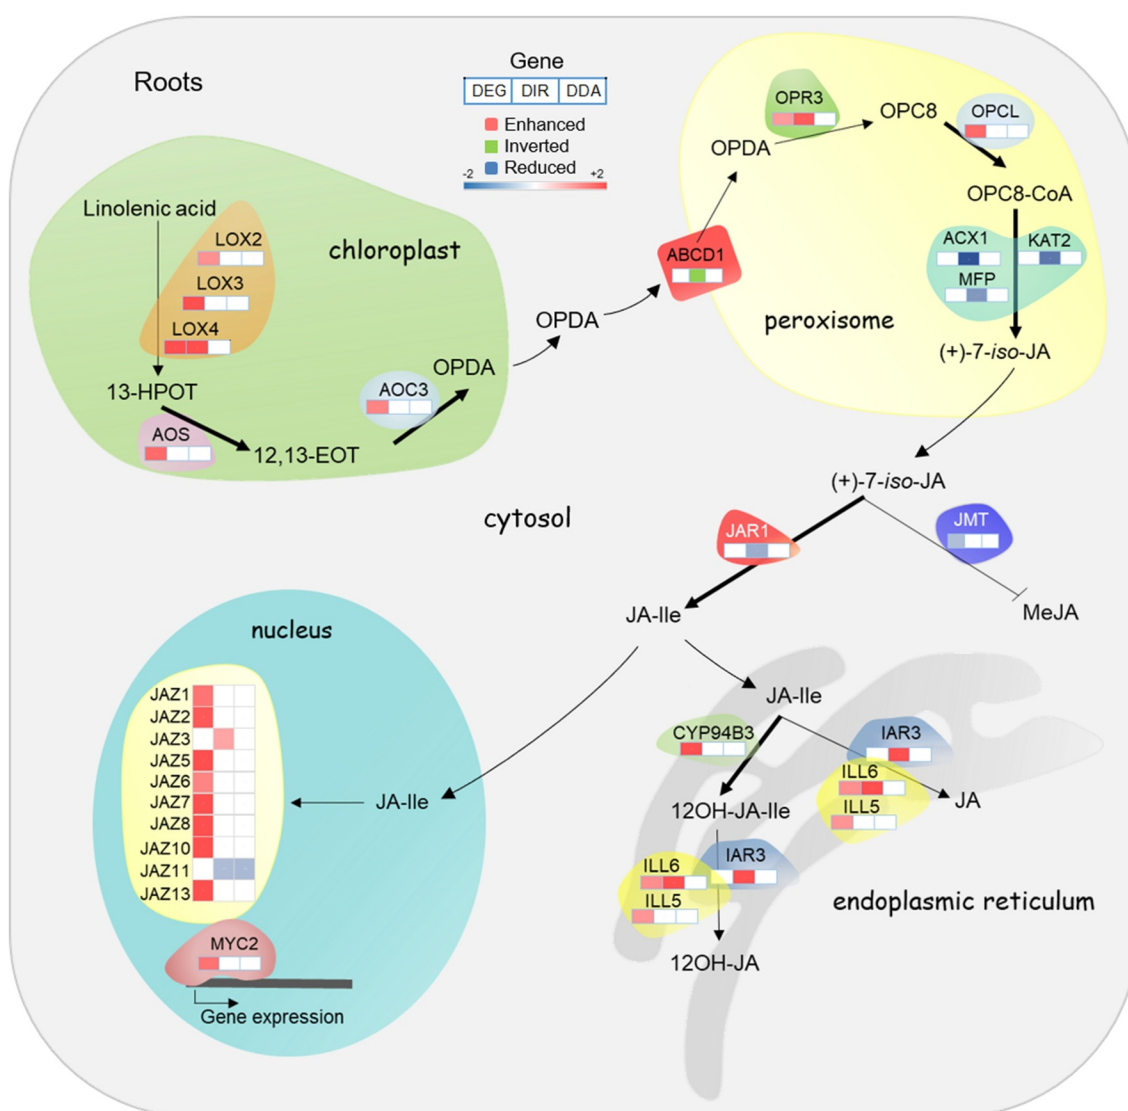 Roots
Gene
DEG DIR DDA
Enhanced
Inverted
Reduced
-2 +2
Linolenic acid
LOX2
LOX3
LOX4
chloroplast
13-HPOT
AOS
12,13-EOT
AOC3
OPDA
OPDA
ABCD1
OPDA
OPR3
OPC8
OPCL
OPC8-CoA
ACX1
KAT2
MFP
peroxisome
(+)-7-iso-JA
cytosol
(+)-7-iso-JA
JAR1
JMT
JA-Ile
MeJA
nucleus
JAZ1
JAZ2
JAZ3
JAZ5
JAZ6
JAZ7
JAZ8
JAZ10
JAZ11
JAZ13
JA-Ile
MYC2
Gene expression
JA-Ile
CYP94B3
IAR3
ILL6
ILL5
JA
12OH-JA-Ile
ILL6
IAR3
ILL5
12OH-JA
endoplasmic reticulum